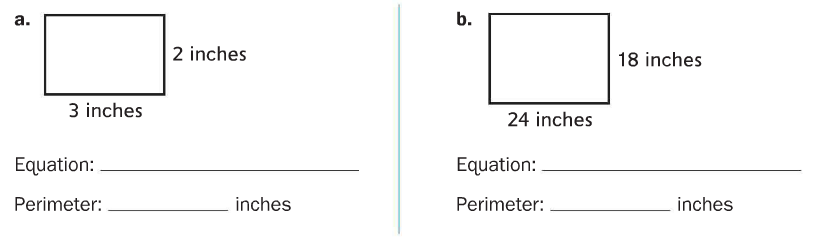 a.
2 inches
3 inches
Equation:
Perimeter: inches
b.
18 inches
24 inches
Equation:
Perimeter: inches